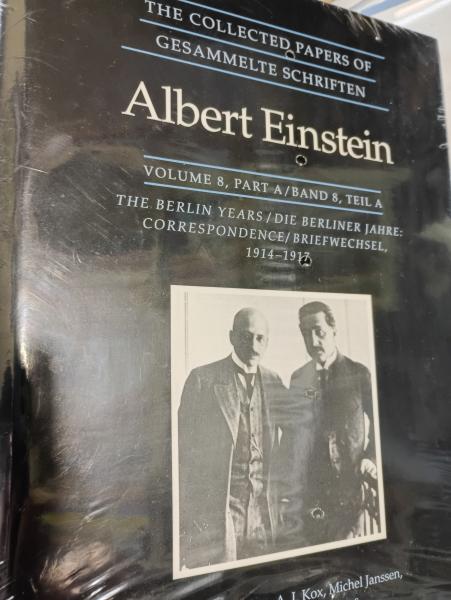 THE COLLECTED PAPERS OF
GESAMMELTE SCHRIFTEN
Albert Einstein
VOLUME 8, PART A/BAND 8, TEIL A
THE BERLIN YEARS/DIE BERLINER JAHRE:
CORRESPONDENCE/BRIEFWECHSEL,
1914–1917
A. J. Kox, Michel Janssen,